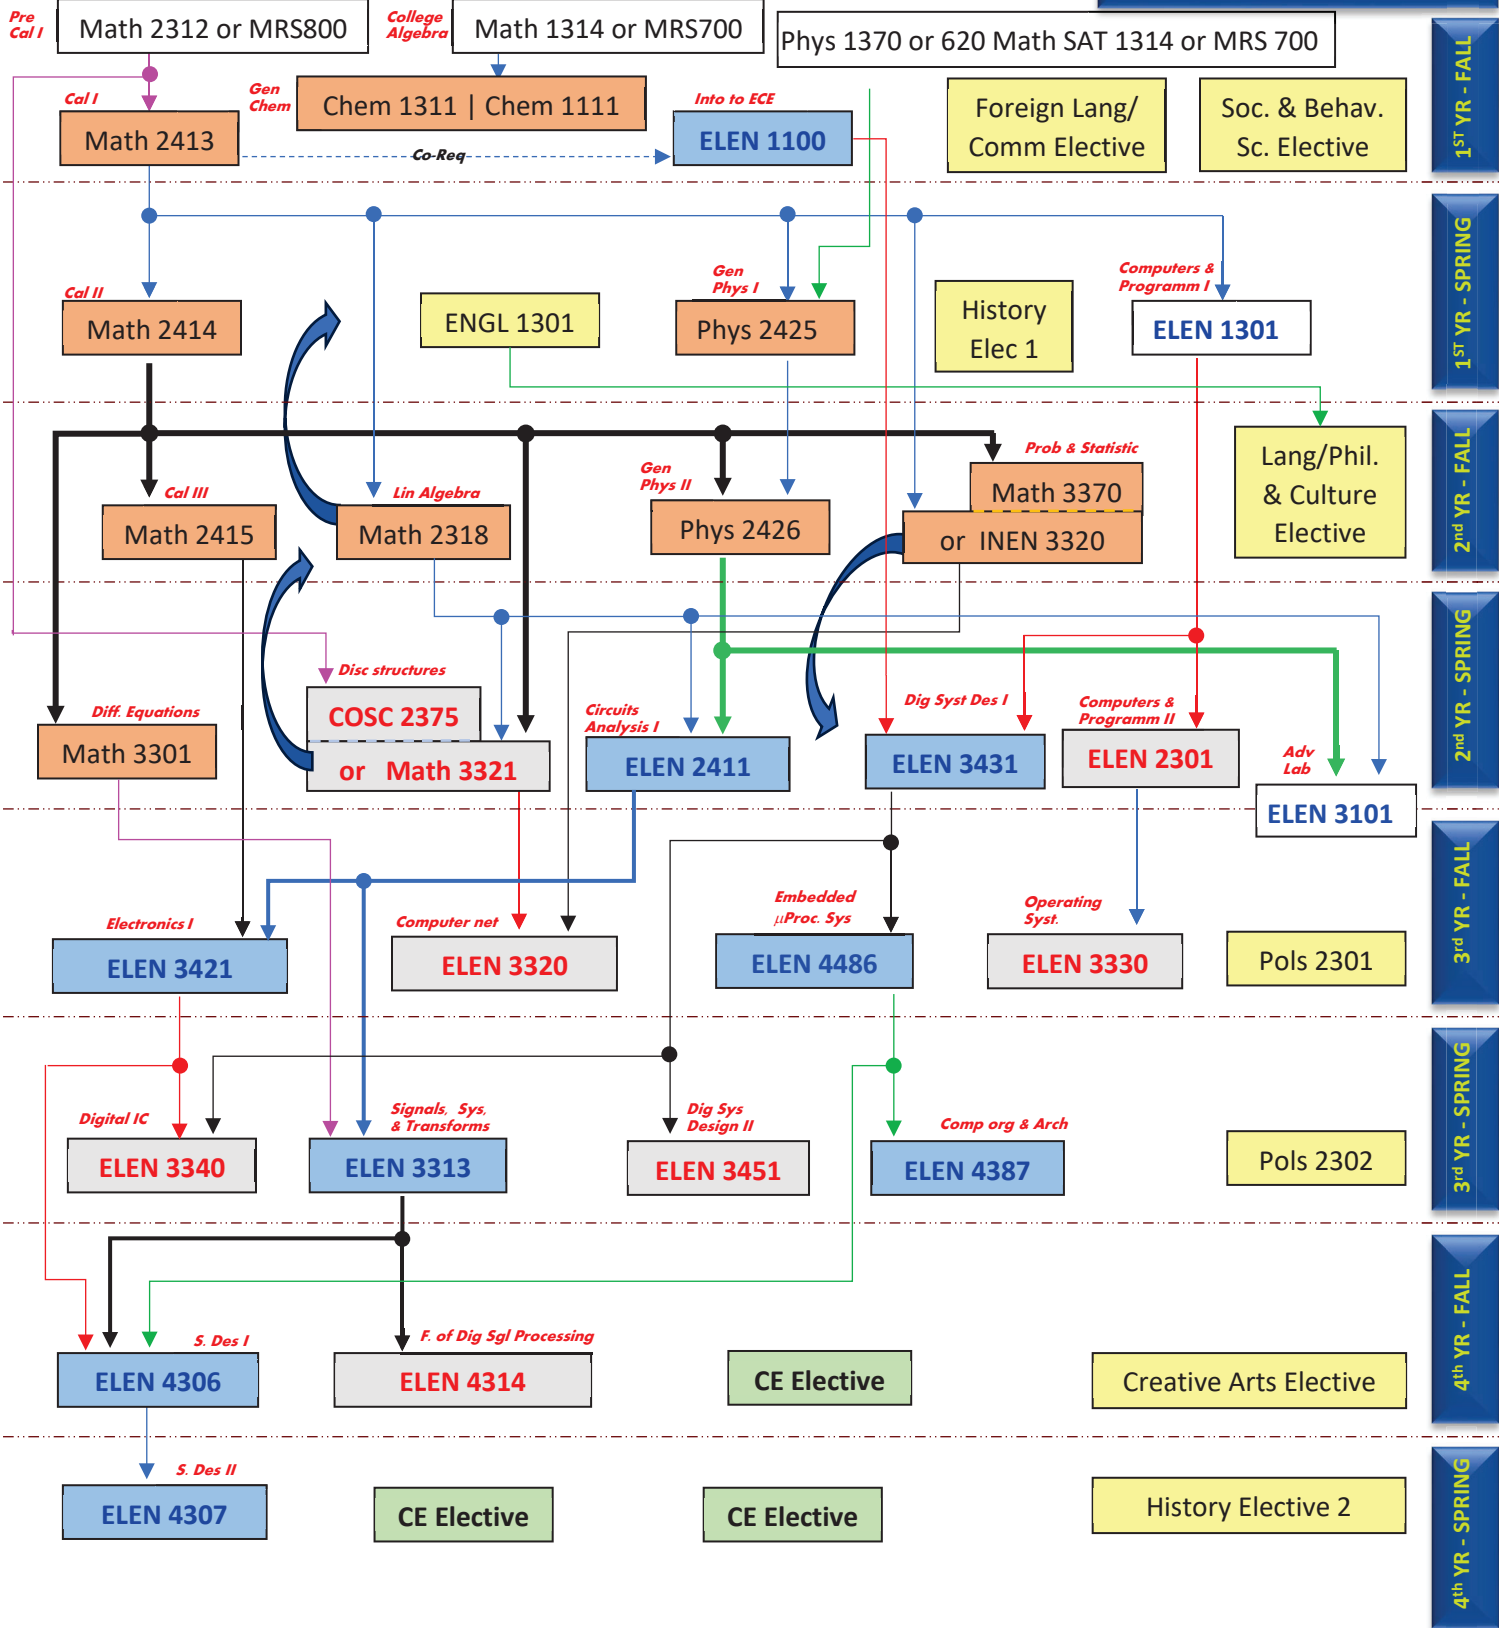 Pre
Cal I
Math 2312 or MRS800
College
Algebra
Math 1314 or MRS700
Phys 1370 or 620 Math SAT 1314 or MRS 700
1ST YR - FALL
Cal I
Math 2413
Gen
Chem
Chem 1311 | Chem 1111
Into to ECE
ELEN 1100
Co-Req
Foreign Lang/
Comm Elective
Soc. & Behav.
Sc. Elective
1ST YR - SPRING
Cal II
Math 2414
ENGL 1301
Gen
Phys I
Phys 2425
History
Elec 1
Computers &
Programm I
ELEN 1301
2nd YR - FALL
Cal III
Math 2415
Lin Algebra
Math 2318
Gen
Phys II
Phys 2426
Prob & Statistic
Math 3370
or INEN 3320
Lang/Phil.
& Culture
Elective
2nd YR - SPRING
Diff. Equations
Math 3301
Disc structures
COSC 2375
or Math 3321
Circuits
Analysis I
ELEN 2411
Dig Syst Des I
ELEN 3431
Computers &
Programm II
ELEN 2301
Adv
Lab
ELEN 3101
3rd YR - FALL
Electronics I
ELEN 3421
Computer net
ELEN 3320
Embedded
µProc. Sys
ELEN 4486
Operating
Syst.
ELEN 3330
Pols 2301
3rd YR - SPRING
Digital IC
ELEN 3340
Signals, Sys,
& Transforms
ELEN 3313
Dig Sys
Design II
ELEN 3451
Comp org & Arch
ELEN 4387
Pols 2302
4th YR - FALL
S. Des I
ELEN 4306
F. of Dig Sgl Processing
ELEN 4314
CE Elective
Creative Arts Elective
4th YR - SPRING
S. Des II
ELEN 4307
CE Elective
CE Elective
History Elective 2